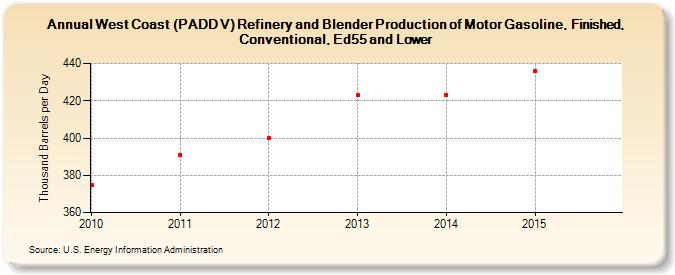 Annual West Coast (PADD V) Refinery and Blender Production of Motor Gasoline, Finished,
Conventional, Ed55 and Lower
Thousand Barrels per Day
440
420
400
380
360
2010 2011 2012 2013 2014 2015
Source: U.S. Energy Information Administration